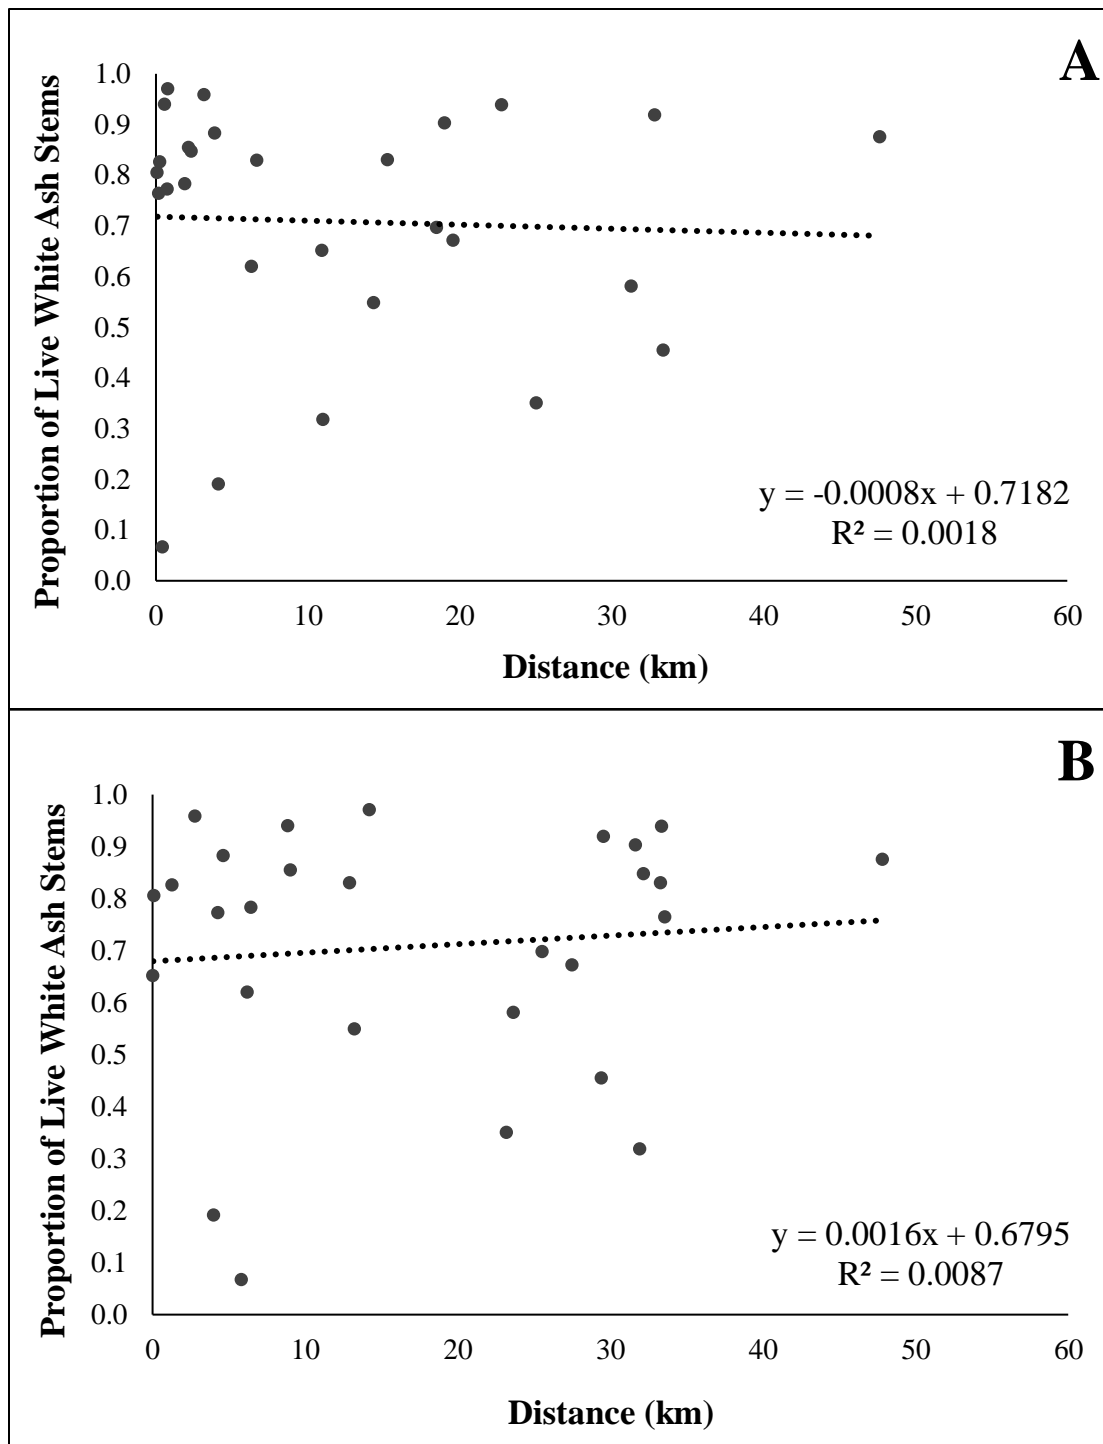 A
Proportion of Live White Ash Stems
1.0
0.9
0.8
0.7
0.6
0.5
0.4
0.3
0.2
0.1
0.0
y = -0.0008x + 0.7182
R² = 0.0018
0 10 20 30 40 50 60
Distance (km)
B
Proportion of Live White Ash Stems
1.0
0.9
0.8
0.7
0.6
0.5
0.4
0.3
0.2
0.1
0.0
y = 0.0016x + 0.6795
R² = 0.0087
0 10 20 30 40 50 60
Distance (km)